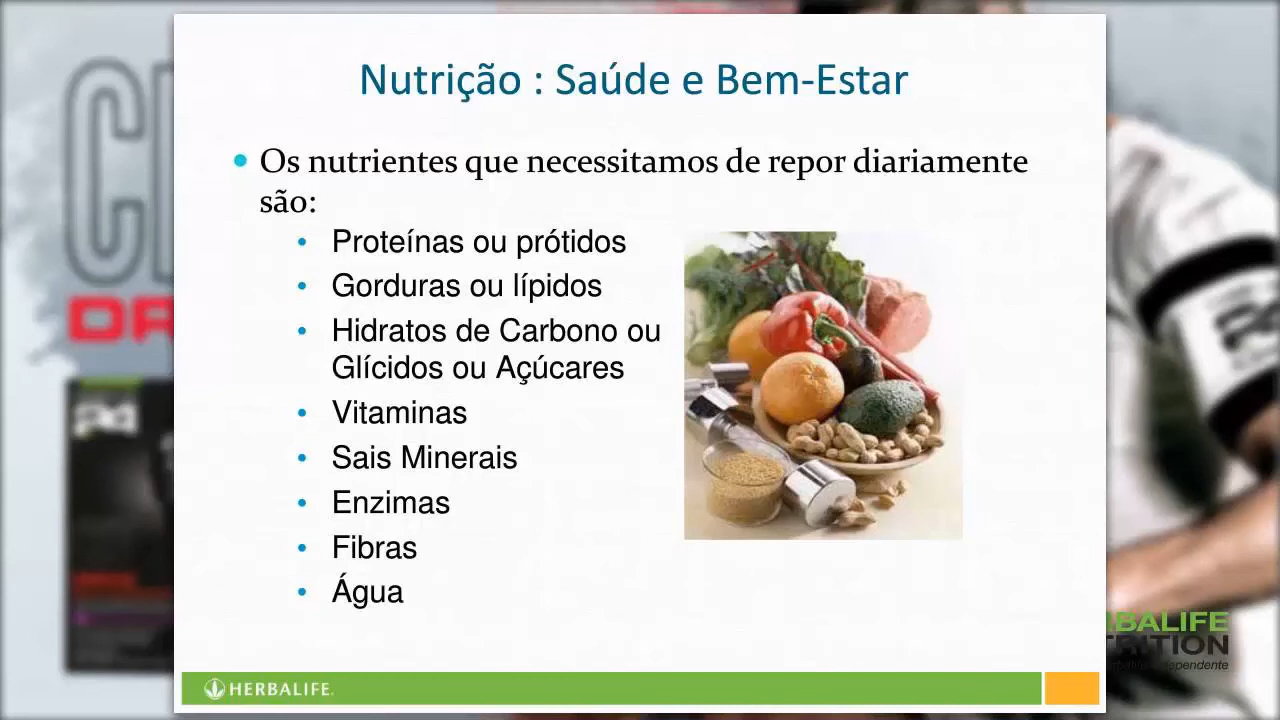 Nutrição : Saúde e Bem-Estar
Os nutrientes que necessitamos de repor diariamente
são:
Proteínas ou prótidos
Gorduras ou lípidos
Hidratos de Carbono ou
Glícidos ou Açúcares
Vitaminas
Sais Minerais
Enzimas
Fibras
Água
HERBALIFE.